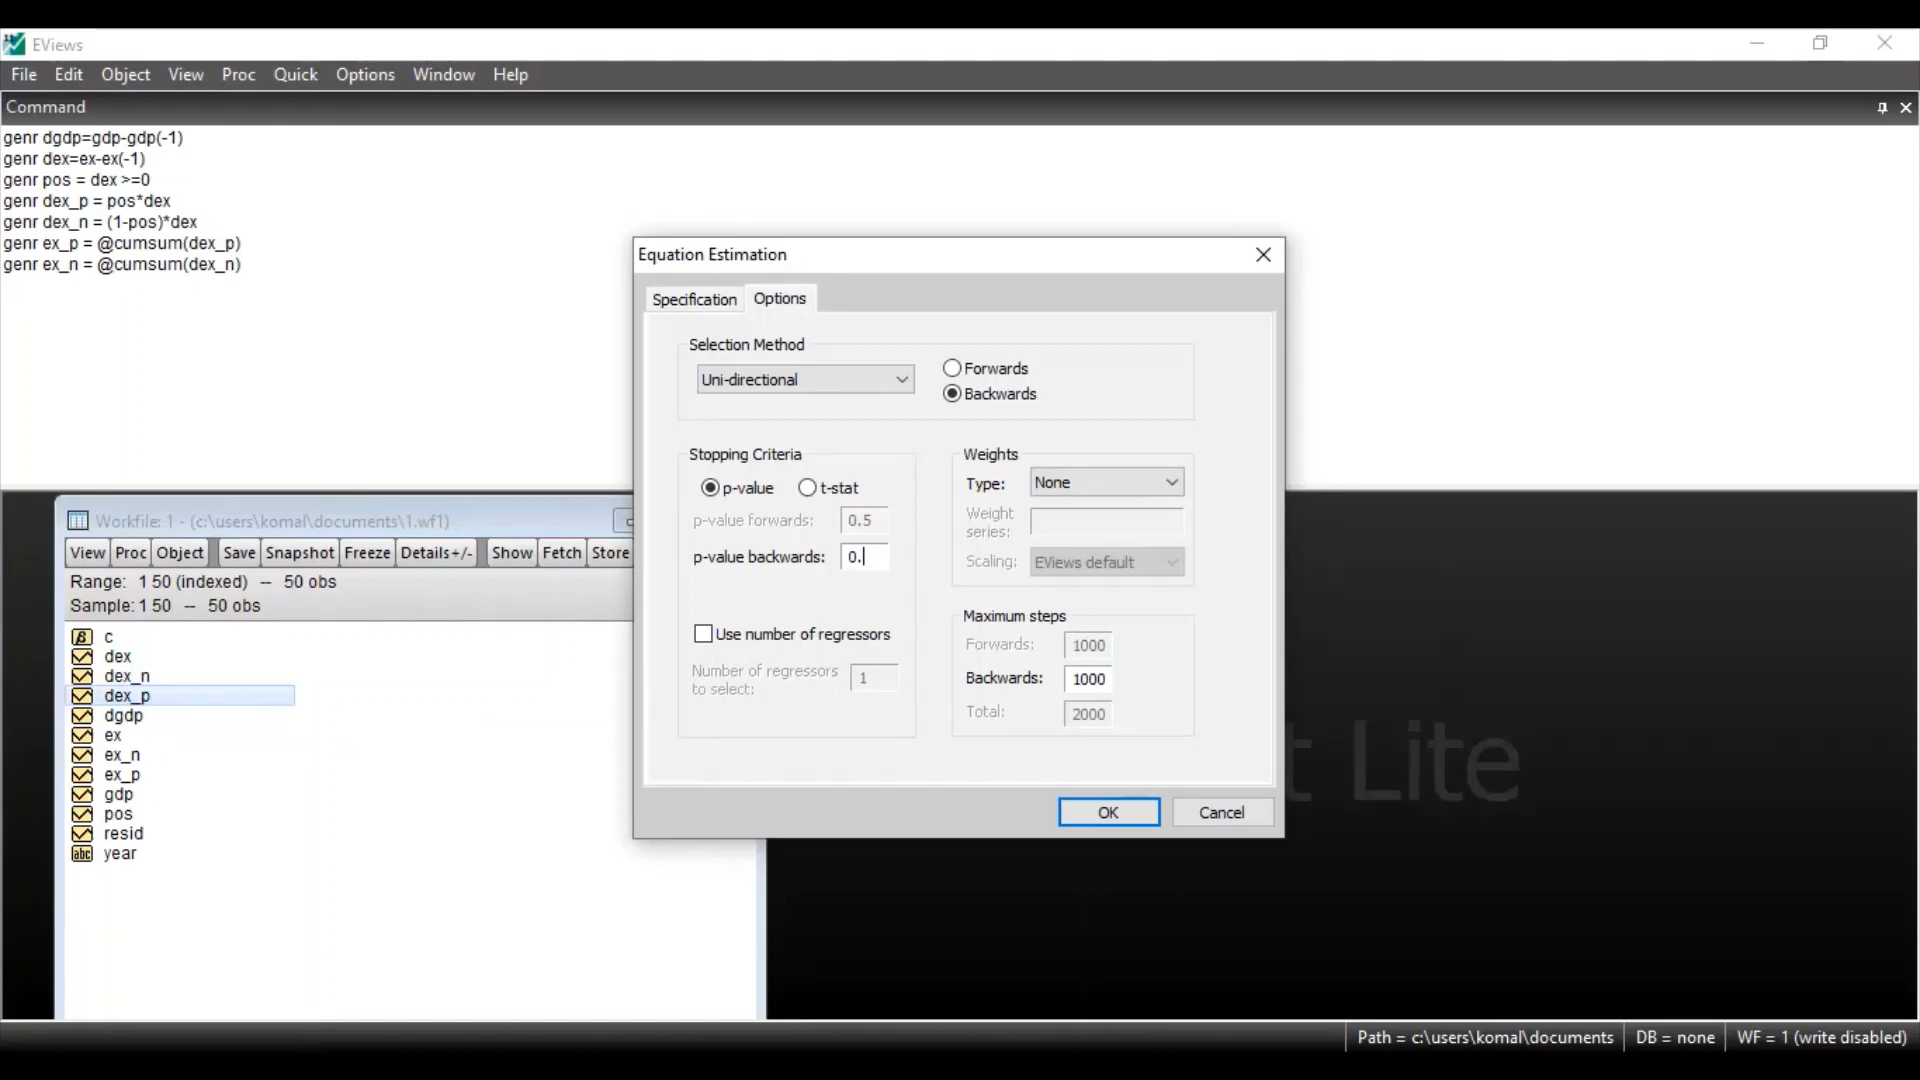 EViews
File Edit Object View Proc Quick Options Window Help
Command
genr dgdp=gdp-gdp(-1)
genr dex=ex-ex(-1)
genr pos = dex >=0
genr dex_p = pos*dex
genr dex_n = (1-pos)*dex
genr ex_p = @cumsum(dex_p)
genr ex_n = @cumsum(dex_n)
Equation Estimation
Specification Options
Selection Method
Uni-directional
Forwards
Backwards
Stopping Criteria
p-value t-stat
p-value forwards: 0.5
p-value backwards: 0.
Use number of regressors
Number of regressors
to select:
1
Weights
Type: None
Weight
series:
Scaling: EViews default
Maximum steps
Forwards: 1000
Backwards: 1000
Total: 2000
OK Cancel
Workfile: 1 - (c:\users\komal\documents\1.wf1)
View Proc Object Save Snapshot Freeze Details+/- Show Fetch Store
Range: 1 50 (indexed) -- 50 obs
Sample: 1 50 -- 50 obs
c
dex
dex_n
dex_p
dgdp
ex
ex_n
ex_p
gdp
pos
resid
abc year
t Lite
Path = c:\users\komal\documents DB = none WF = 1 (write disabled)